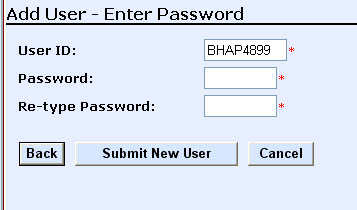 Add User - Enter Password
User ID: BHAP4899 *
Password: *
Re-type Password: *
Back Submit New User Cancel